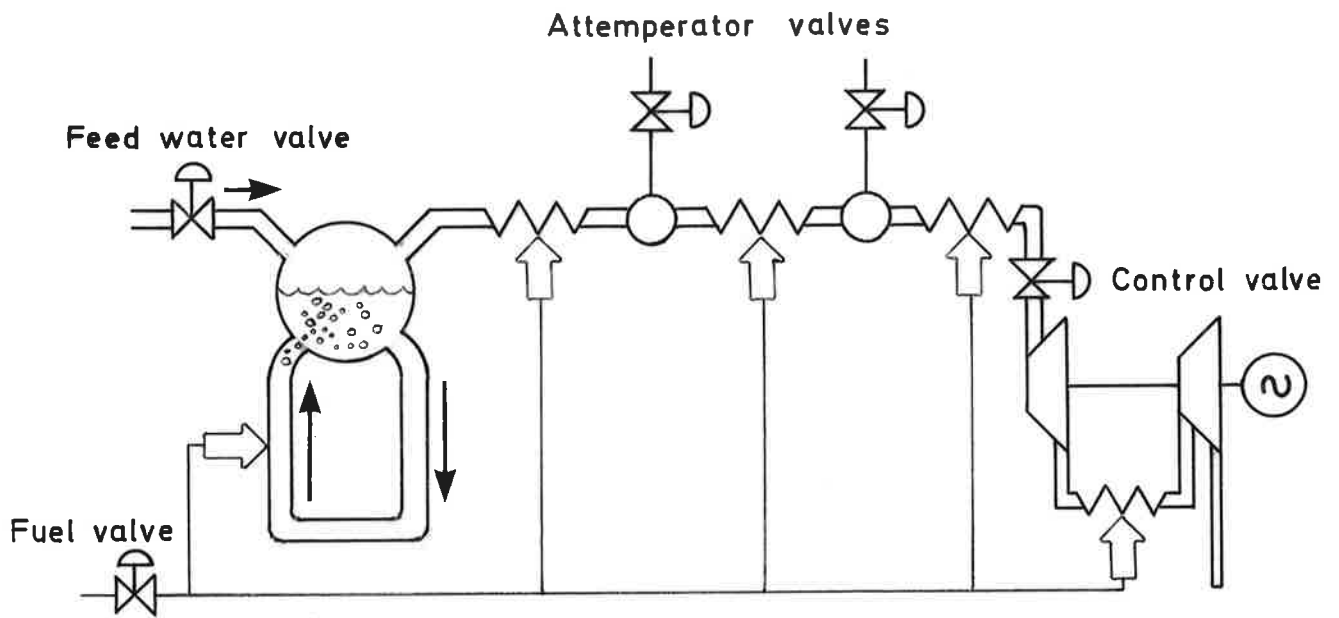 Attemperator valves
Feed water valve
Control valve
Fuel valve